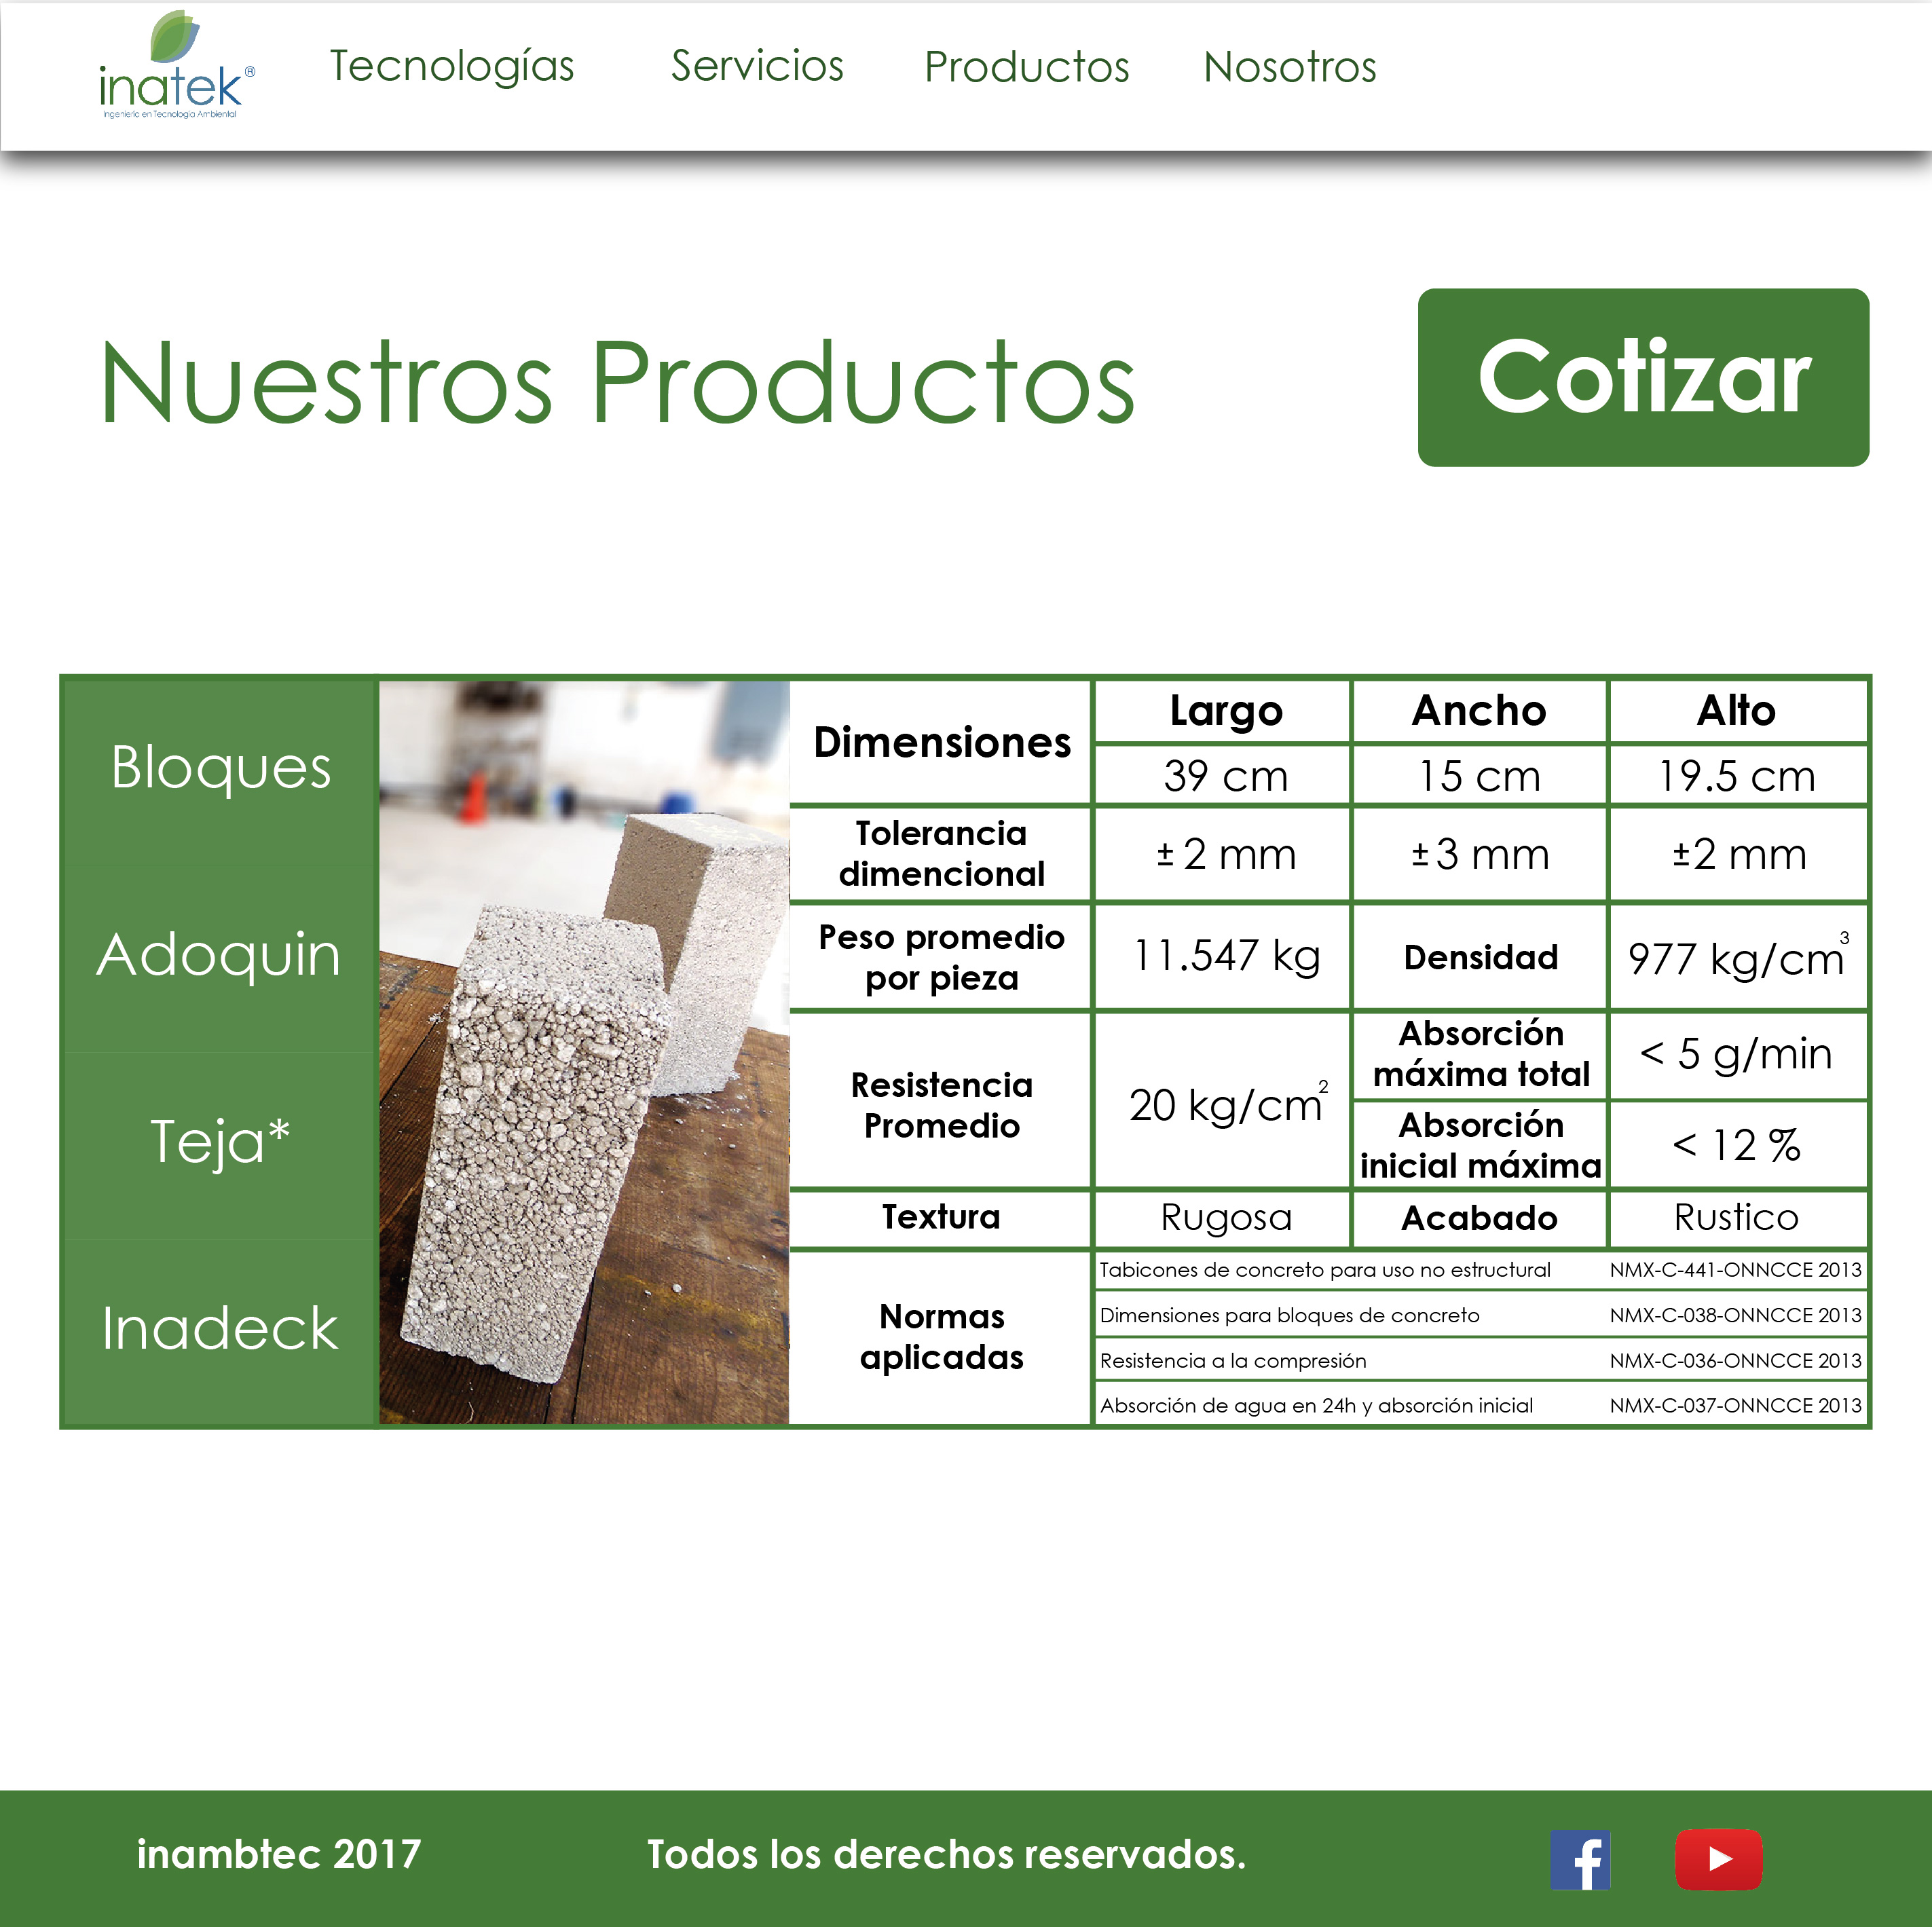 inatek®
Ingenieria en Tecnología Ambiental
Tecnologías Servicios Productos Nosotros
Nuestros Productos
Cotizar
Bloques
Adoquin
Teja*
Inadeck
Dimensiones
Largo Ancho Alto
39 cm 15 cm 19.5 cm
Tolerancia
dimencional
± 2 mm ± 3 mm ±2 mm
Peso promedio
por pieza
11.547 kg Densidad 977 kg/cm³
Resistencia
Promedio
20 kg/cm²
Absorción
máxima total
< 5 g/min
Absorción
inicial máxima
< 12 %
Textura Rugosa Acabado Rustico
Normas
aplicadas
Tabicones de concreto para uso no estructural NMX-C-441-ONNCCE 2013
Dimensiones para bloques de concreto NMX-C-038-ONNCCE 2013
Resistencia a la compresión NMX-C-036-ONNCCE 2013
Absorción de agua en 24h y absorción inicial NMX-C-037-ONNCCE 2013
inambtec 2017 Todos los derechos reservados.
f